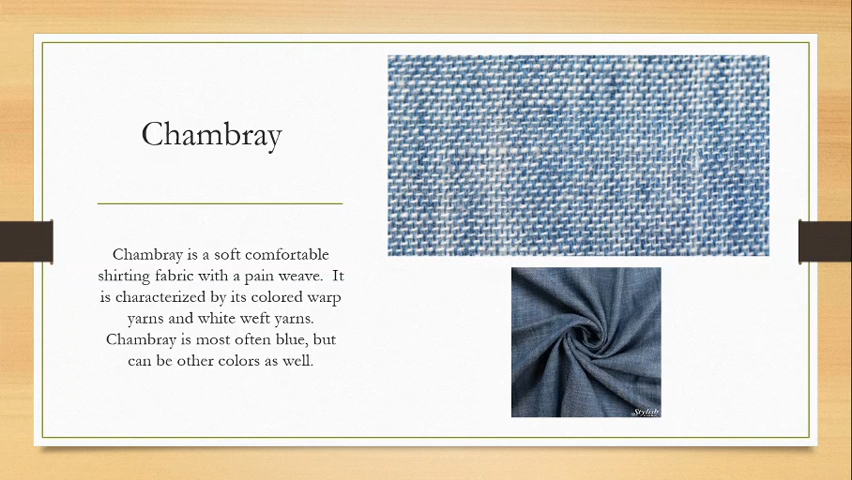 Chambray
Chambray is a soft comfortable
shirting fabric with a pain weave. It
is characterized by its colored warp
yarns and white weft yarns.
Chambray is most often blue, but
can be other colors as well.
Stylish